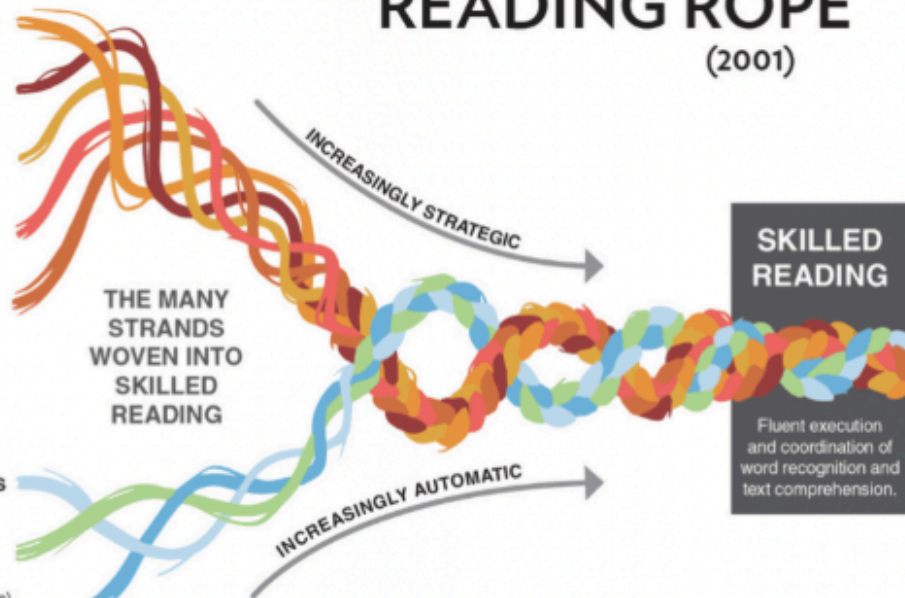 READING ROPE
(2001)
INCREASINGLY STRATEGIC
SKILLED
READING
THE MANY
STRANDS
WOVEN INTO
SKILLED
READING
Fluent execution
and coordination of
word recognition and
text comprehension.
INCREASINGLY AUTOMATIC